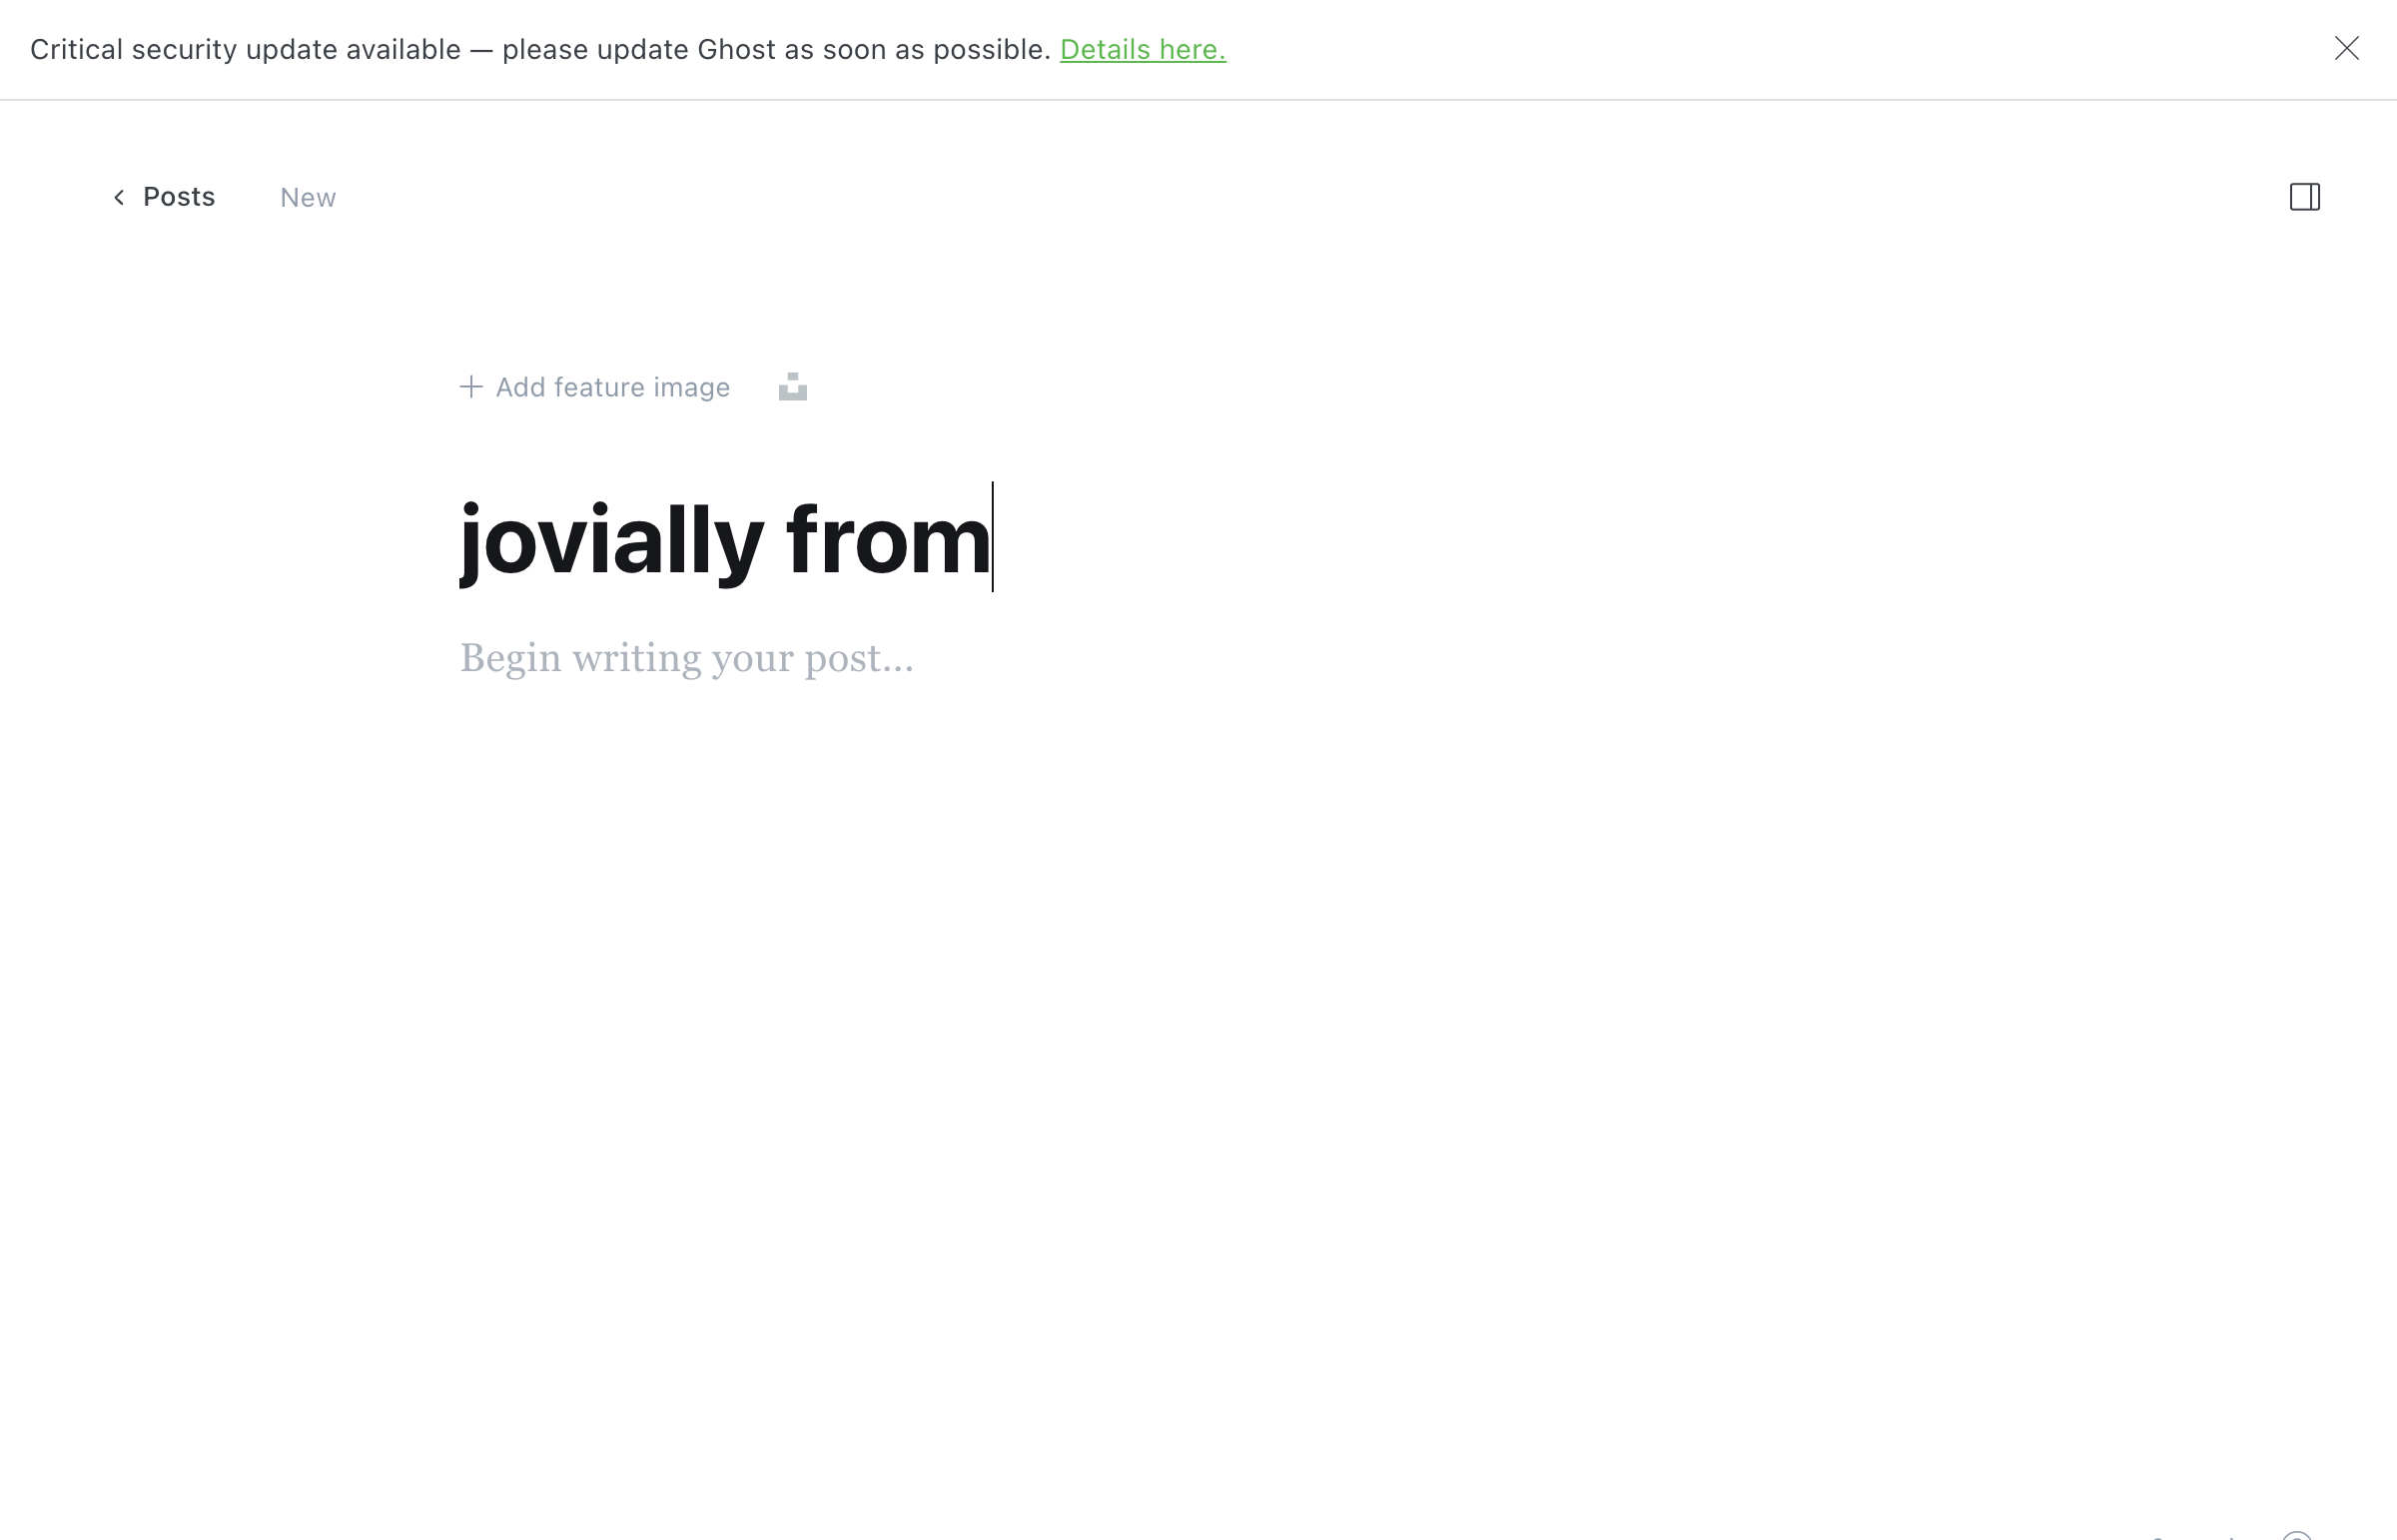 Critical security update available — please update Ghost as soon as possible. Details here.
Posts New
Add feature image
jovially from
Begin writing your post...